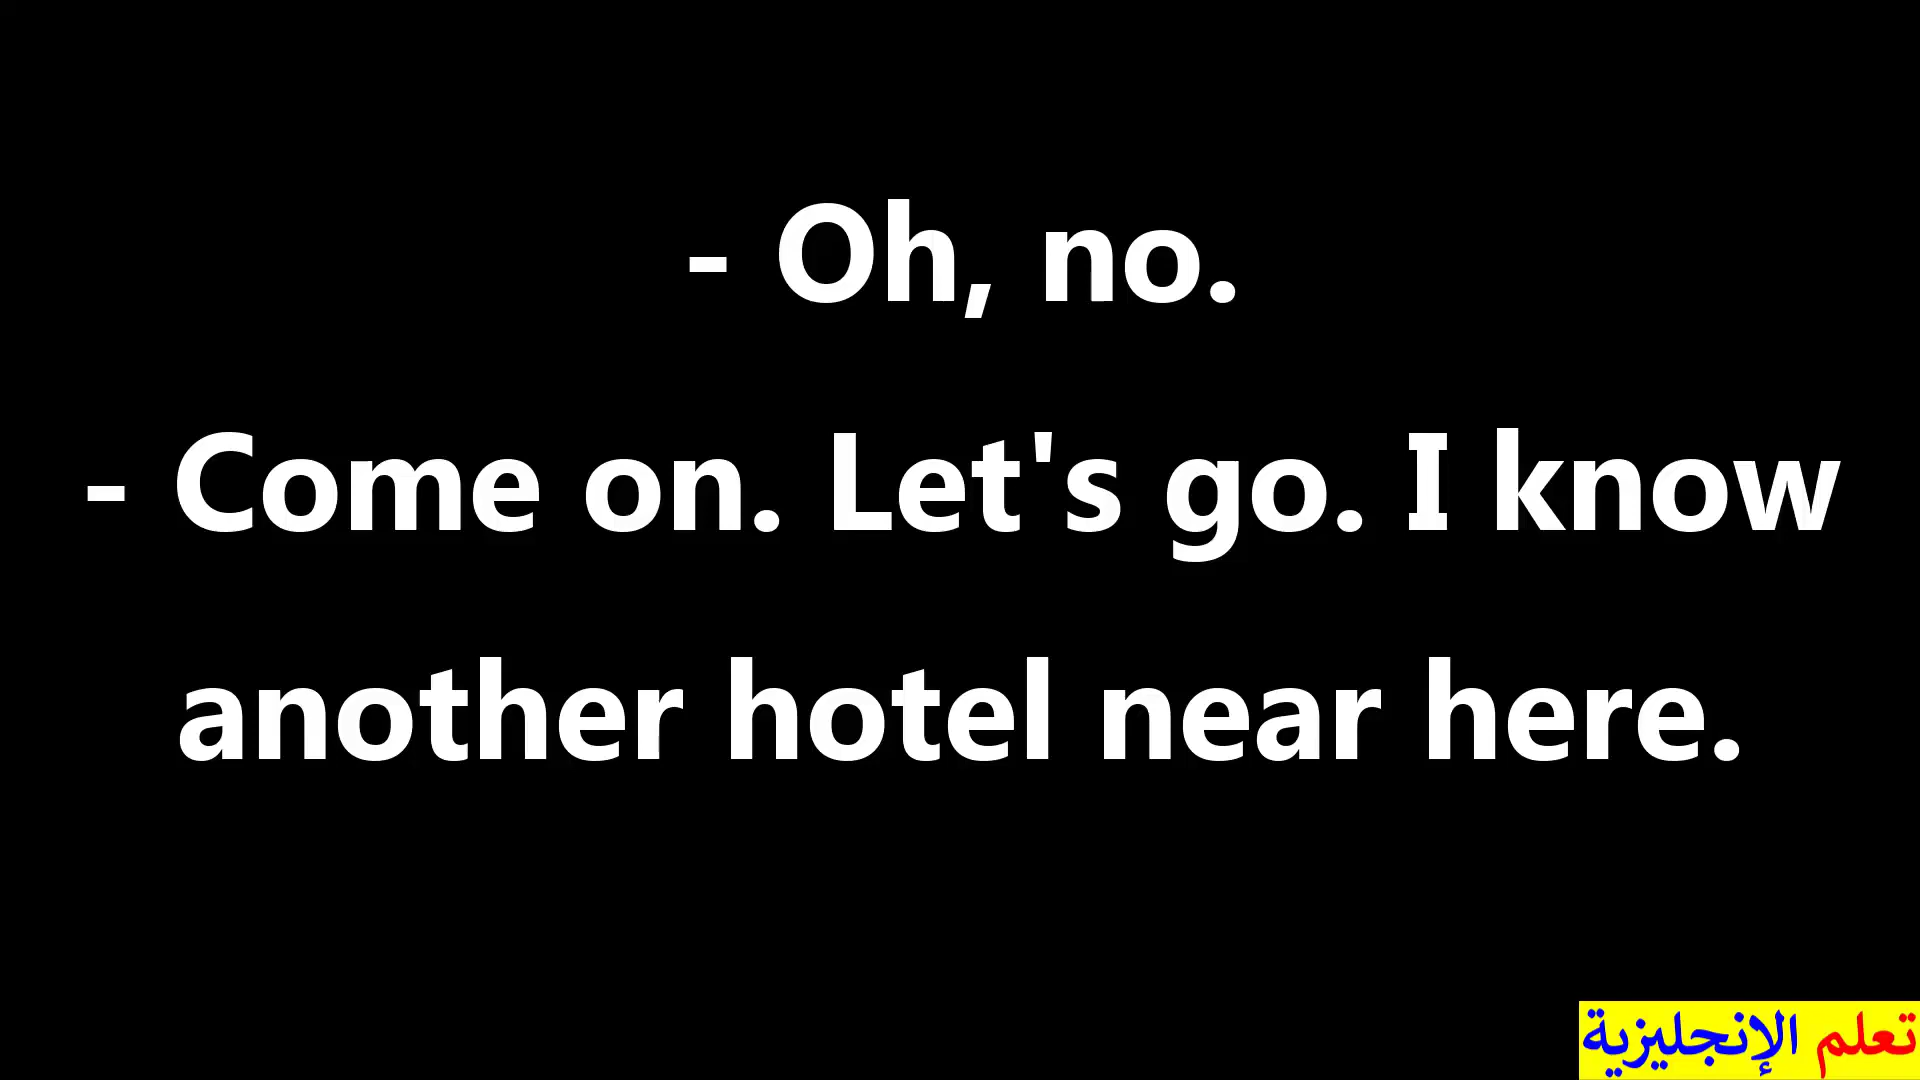 - Oh, no.
- Come on. Let's go. I know
another hotel near here.
تعلم الإنجليزية